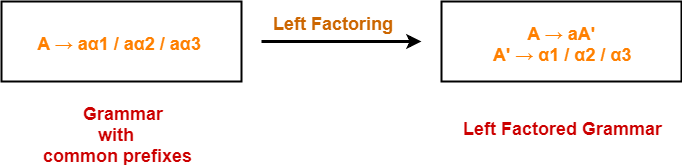 A → aα1 / aα2 / aα3
Grammar
with
common prefixes
Left Factoring
A → aA'
A' → α1 / α2 / α3
Left Factored Grammar